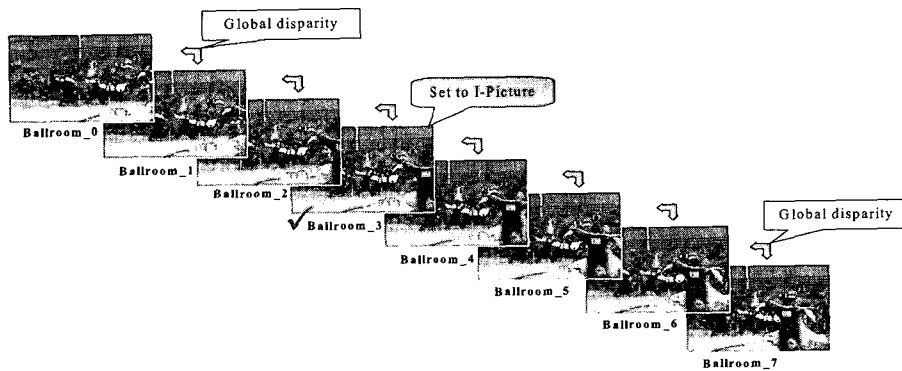 Global disparity
Ballroom_0
Ballroom_1
Set to I-Picture
Ballroom_2
Ballroom_3
Ballroom_4
Global disparity
Ballroom_5
Ballroom_6
Ballroom_7